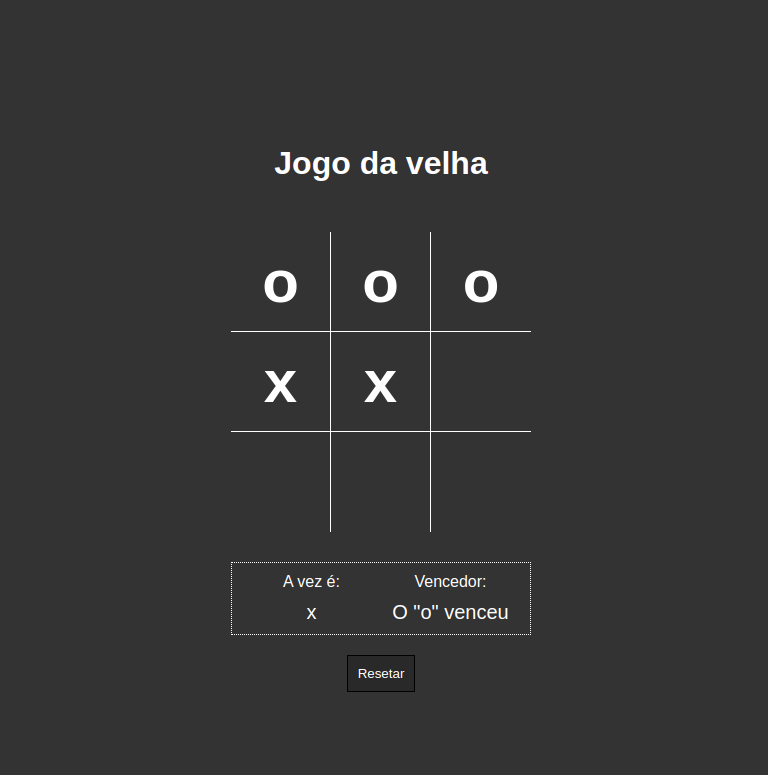 Jogo da velha
o o o
x x
A vez é: Vencedor:
x O "o" venceu
Resetar